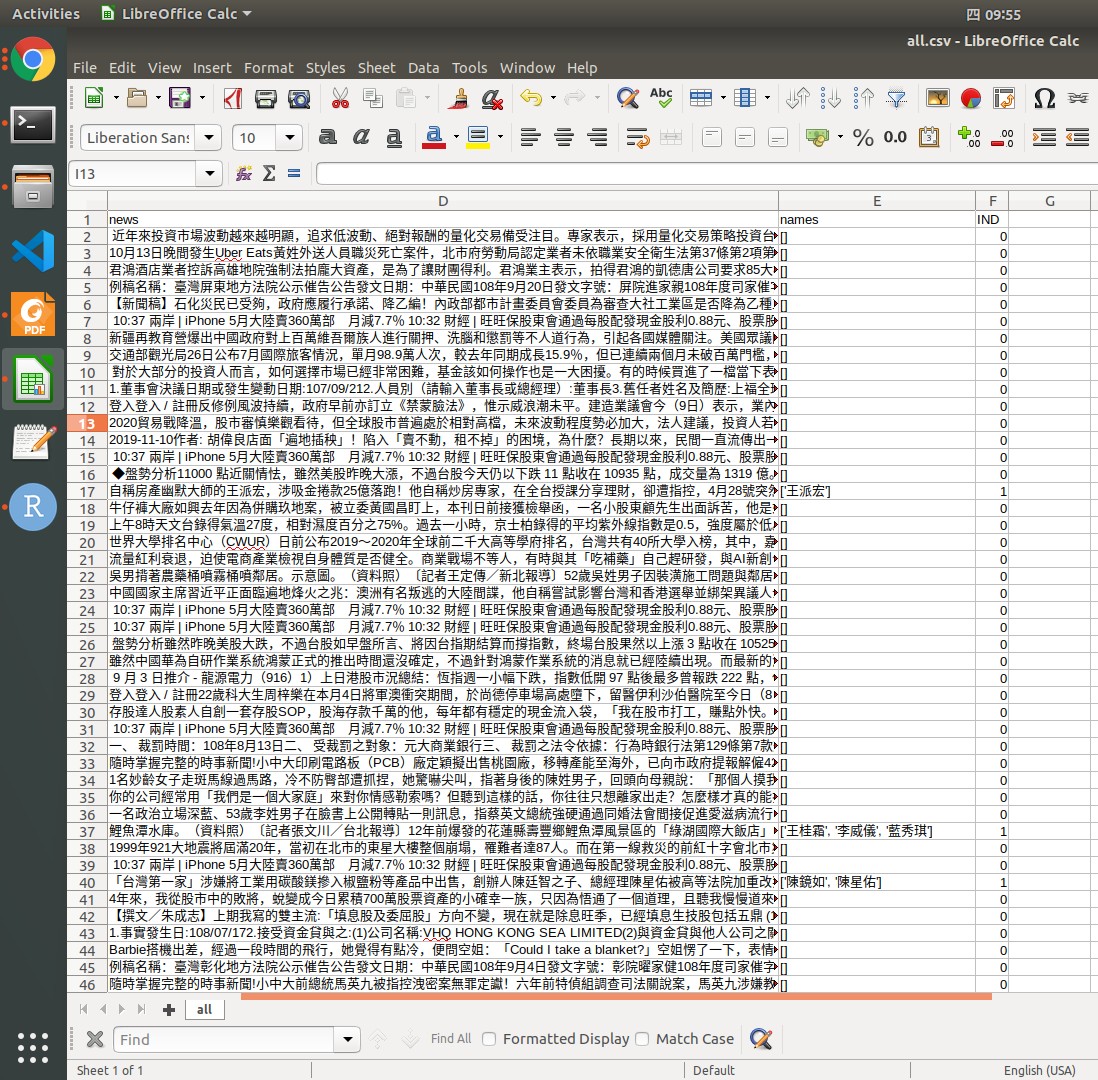 Activities LibreOffice Calc 四 09:55
all.csv - LibreOffice Calc
File Edit View Insert Format Styles Sheet Data Tools Window Help
Liberation Sans 10
I13
D E F G
1 news names IND
2 近年來投資市場波動越來越明顯，追求低波動、絕對報酬的量化交易備受注目。專家表示，採用量化交易策略投資台 [] 0
3 10月13日晚間發生Uber Eats黃姓外送人員職災死亡案件，北市府勞動局認定業者未依職業安全衛生法第37條第2項第 [] 0
4 君鴻酒店業者控訴高雄地院強制法拍龐大資產，是為了讓財團得利。君鴻業主表示，拍得君鴻的凱德唐公司要求85大 [] 0
5 例稿名稱：臺灣屏東地方法院公示催告公告發文日期：中華民國108年9月20日發文字號：屏院進家親108年度司家催 [] 0
6 【新聞稿】石化災民已受夠，政府應履行承諾、降乙編！內政部都市計畫委員會委員為審查大社工業區是否降為乙種 [] 0
7 10:37 兩岸 | iPhone 5月大陸賣360萬部　月減7.7% 10:32 財經 | 旺旺保股東會通過每股配發現金股利0.88元、股票股 [] 0
8 新疆再教育營爆出中國政府對上百萬維吾爾族人進行關押、洗腦和懲罰等不人道行為，引起各國媒體關注。美國眾議 [] 0
9 交通部觀光局26日公布7月國際旅客情況，單月98.9萬人次，較去年同期成長15.9%，但已連續兩個月未破百萬門檻， [] 0
10 對於大部分的投資人而言，如何選擇市場已經非常困難，基金該如何操作也是一大困擾。有的時候買進了一檔當下表 [] 0
11 1.董事會決議日期或發生變動日期:107/09/212.人員別（請輸入董事長或總經理）:董事長3.舊任者姓名及簡歷:上福全 [] 0
12 登入登入 / 註冊反修例風波持續，政府早前亦訂立《禁蒙臉法》，惟示威浪潮未平。建造業議會今（9日）表示，業內 [] 0
13 2020貿易戰降溫，股市審慎樂觀看待，但全球股市普遍處於相對高檔，未來波動程度勢必加大，法人建議，投資人若 [] 0
14 2019-11-10作者: 胡偉良店面「遍地插秧」！陷入「賣不動，租不掉」的困境，為什麼？長期以來，民間一直流傳出一 [] 0
15 10:37 兩岸 | iPhone 5月大陸賣360萬部　月減7.7% 10:32 財經 | 旺旺保股東會通過每股配發現金股利0.88元、股票股 [] 0
16 ◆盤勢分析11000 點近關情怯，雖然美股昨晚大漲，不過台股今天仍以下跌 11 點收在 10935 點，成交量為 1319 億。 [] 0
17 自稱房產幽默大師的王派宏，涉吸金捲款25億落跑！他自稱炒房專家，在全台授課分享理財，卻遭指控，4月28號突 ['王派宏'] 1
18 牛仔褲大廠如興去年因為併購玖地案，被立委黃國昌盯上，本刊日前接獲檢舉函，一名小股東顧先生出面訴苦，他是 [] 0
19 上午8時天文台錄得氣溫27度，相對濕度百分之75%。過去一小時，京士柏錄得的平均紫外線指數是0.5，強度屬於低 [] 0
20 世界大學排名中心（CWUR）日前公布2019～2020年全球前二千大高等學府排名，台灣共有40所大學入榜，其中，嘉 [] 0
21 流量紅利衰退，迫使電商產業檢視自身體質是否健全。商業戰場不等人，有時與其「吃補藥」自己趕研發，與AI新創 [] 0
22 吳男揹著農藥桶噴霧桶噴鄰居。示意圖。（資料照）〔記者王定傳／新北報導〕52歲吳姓男子因裝潢施工問題與鄰居 [] 0
23 中國國家主席習近平正面臨遍地烽火之兆：澳洲有名叛逃的大陸間諜，他自稱嘗試影響台灣和香港選舉並綁架異議人 [] 0
24 10:37 兩岸 | iPhone 5月大陸賣360萬部　月減7.7% 10:32 財經 | 旺旺保股東會通過每股配發現金股利0.88元、股票股 [] 0
25 10:37 兩岸 | iPhone 5月大陸賣360萬部　月減7.7% 10:32 財經 | 旺旺保股東會通過每股配發現金股利0.88元、股票股 [] 0
26 盤勢分析雖然昨晚美股大跌，不過台股如早盤所言、將因台指期結算而撐指數，終場台股果然以上漲 3 點收在 10525 [] 0
27 雖然中國華為自研作業系統鴻蒙正式的推出時間還沒確定，不過針對鴻蒙作業系統的消息就已經陸續出現。而最新的 [] 0
28 9 月 3 日推介 - 龍源電力（916）1）上日港股市況總結：恆指週一小幅下跌，指數低開 97 點後最多曾報跌 222 點， [] 0
29 登入登入 / 註冊22歲科大生周梓樂在本月4日將軍澳衝突期間，於尚德停車場高處墮下，留醫伊利沙伯醫院至今日（8 [] 0
30 存股達人股素人自創一套存股SOP，股海存款千萬的他，每年都有穩定的現金流入袋，「我在股市打工，賺點外快。 [] 0
31 10:37 兩岸 | iPhone 5月大陸賣360萬部　月減7.7% 10:32 財經 | 旺旺保股東會通過每股配發現金股利0.88元、股票股 [] 0
32 一、 裁罰時間：108年8月13日二、 受裁罰之對象：元大商業銀行三、 裁罰之法令依據：行為時銀行法第129條第7款 [] 0
33 隨時掌握完整的時事新聞!小中大印刷電路板（PCB）廠定穎擬出售桃園廠，移轉產能至海外，已向市政府提報解僱42 [] 0
34 1名妙齡女子走斑馬線過馬路，冷不防臀部遭抓捏，她驚嚇尖叫，指著身後的陳姓男子，回頭向母親說：「那個人摸我 [] 0
35 你的公司經常用「我們是一個大家庭」來對你情感勒索嗎？但聽到這樣的話，你往往只想離家出走？怎麼樣才真的能 [] 0
36 一名政治立場深藍、53歲李姓男子在臉書上公開轉貼一則訊息，指蔡英文總統強硬通過同婚法會間接促進愛滋病流行 [] 0
37 鯉魚潭水庫。（資料照）〔記者張文川／台北報導〕12年前爆發的花蓮縣壽豐鄉鯉魚潭風景區的「綠湖國際大飯店」 ['王桂霜', '李威儀', '藍秀琪'] 1
38 1999年921大地震將屆滿20年，當初在北市的東星大樓整個崩塌，罹難者達87人。而在第一線救災的前紅十字會北市 [] 0
39 10:37 兩岸 | iPhone 5月大陸賣360萬部　月減7.7% 10:32 財經 | 旺旺保股東會通過每股配發現金股利0.88元、股票股 [] 0
40 「台灣第一家」涉嫌將工業用碳酸鎂摻入椒鹽粉等產品中出售，創辦人陳廷智之子、總經理陳星佑被高等法院加重改 ['陳鏡如', '陳星佑'] 1
41 4年來，我從股市中的敗將，蛻變成今日累積700萬股票資產的小確幸一族，只因為悟通了一個道理，且聽我慢慢道來 [] 0
42 【撰文／朱成志】上期我寫的雙主流:「填息股及委屈股」方向不變，現在就是除息旺季，已經填息生技股包括五鼎 ( [] 0
43 1.事實發生日:108/07/172.接受資金貸與之:(1)公司名稱:VHQ HONG KONG SEA LIMITED(2)與資金貸與他人公司之 [] 0
44 Barbie搭機出差，經過一段時間的飛行，她覺得有點冷，便問空姐：「Could I take a blanket?」空姐愣了一下，表情 [] 0
45 例稿名稱：臺灣彰化地方法院公示催告公告發文日期：中華民國108年9月4日發文字號：彰院曜家健108年度司家催字 [] 0
46 隨時掌握完整的時事新聞!小中大前總統馬英九被指控洩密案無罪定讞！六年前特偵組調查司法關說案，馬英九涉嫌教 [] 0
all
Find Find All Formatted Display Match Case
Sheet 1 of 1 Default English (USA)